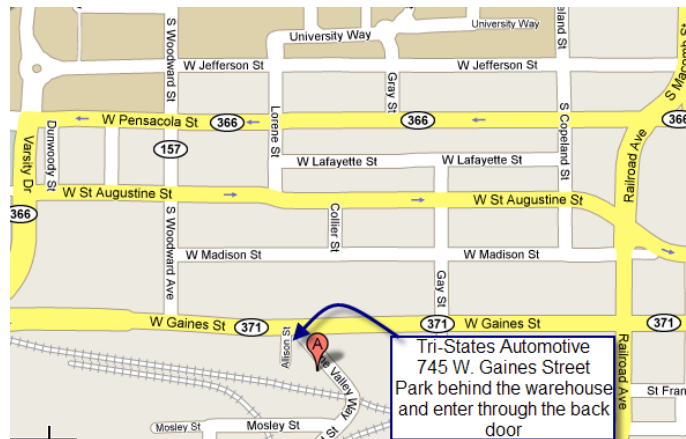 University Way
S Woodward St
S Macomb St
W Jefferson St
W Jefferson St
Gray St
W Pensacola St
366
366
366
Lorene St
S Copeland St
Varsity Dr
Dunwoody St
157
W Lafayette St
W Lafayette St
Railroad Ave
W St Augustine St
W St Augustine St
366
Collier St
S Woodward Ave
W Madison St
W Madison St
Gay St
W Gaines St
371
371
W Gaines St
371
Allison St
A
Valley Way
Railroad Ave
Tri-States Automotive
745 W. Gaines Street
Park behind the warehouse
and enter through the back
door
St Fran
Mosley St
Mosley St